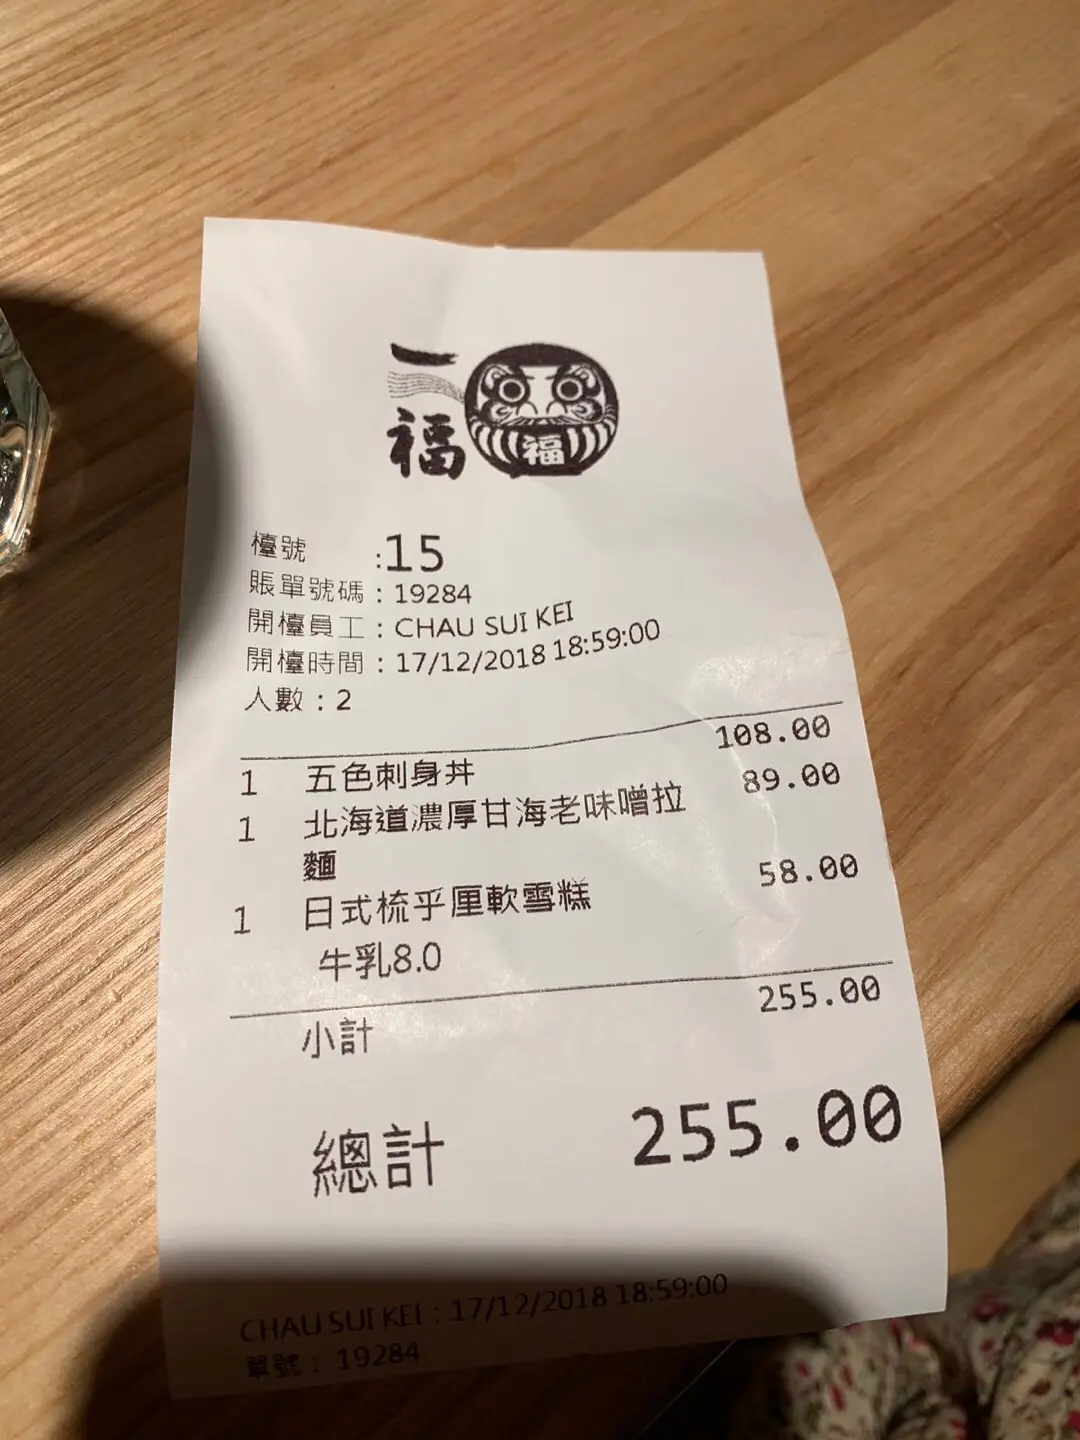 一福
福
檯號 :15
賬單號碼 : 19284
開檯員工 : CHAU SUI KEI
開檯時間 : 17/12/2018 18:59:00
人數 : 2
1 五色刺身丼 108.00
1 北海道濃厚甘海老味噌拉 89.00
麵
1 日式梳乎厘軟雪糕 58.00
牛乳8.0
小計 255.00
總計 255.00
CHAU SUI KEI : 17/12/2018 18:59:00
單號 : 19284